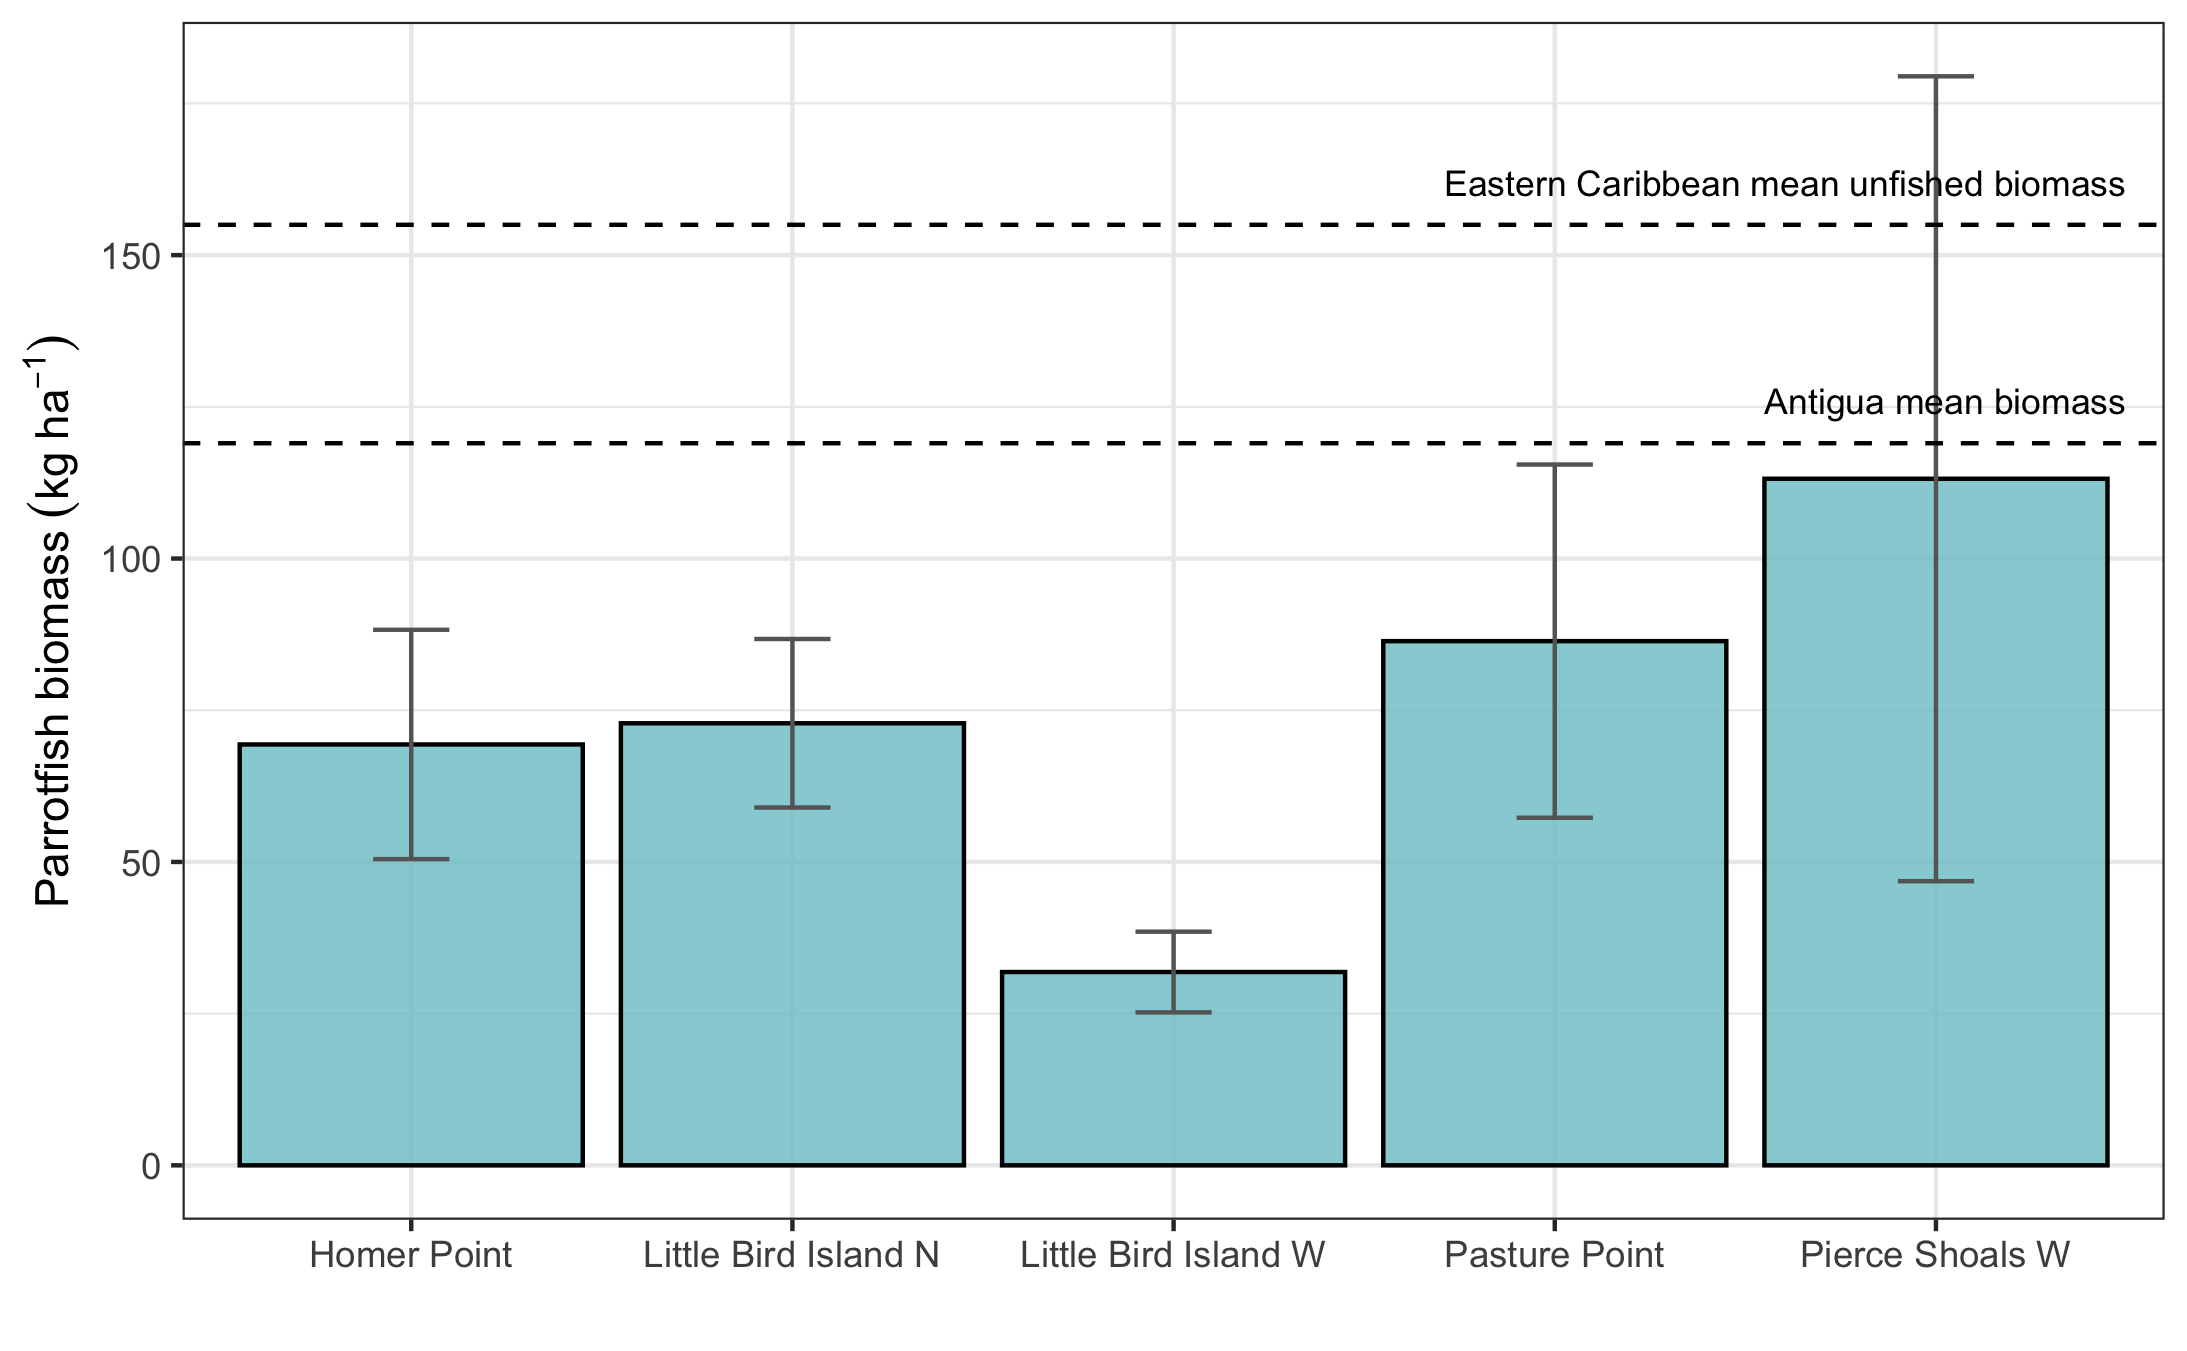 Parrotfish biomass (kg ha⁻¹)
150
100
50
0
Eastern Caribbean mean unfished biomass
Antigua mean biomass
Homer Point
Little Bird Island N
Little Bird Island W
Pasture Point
Pierce Shoals W